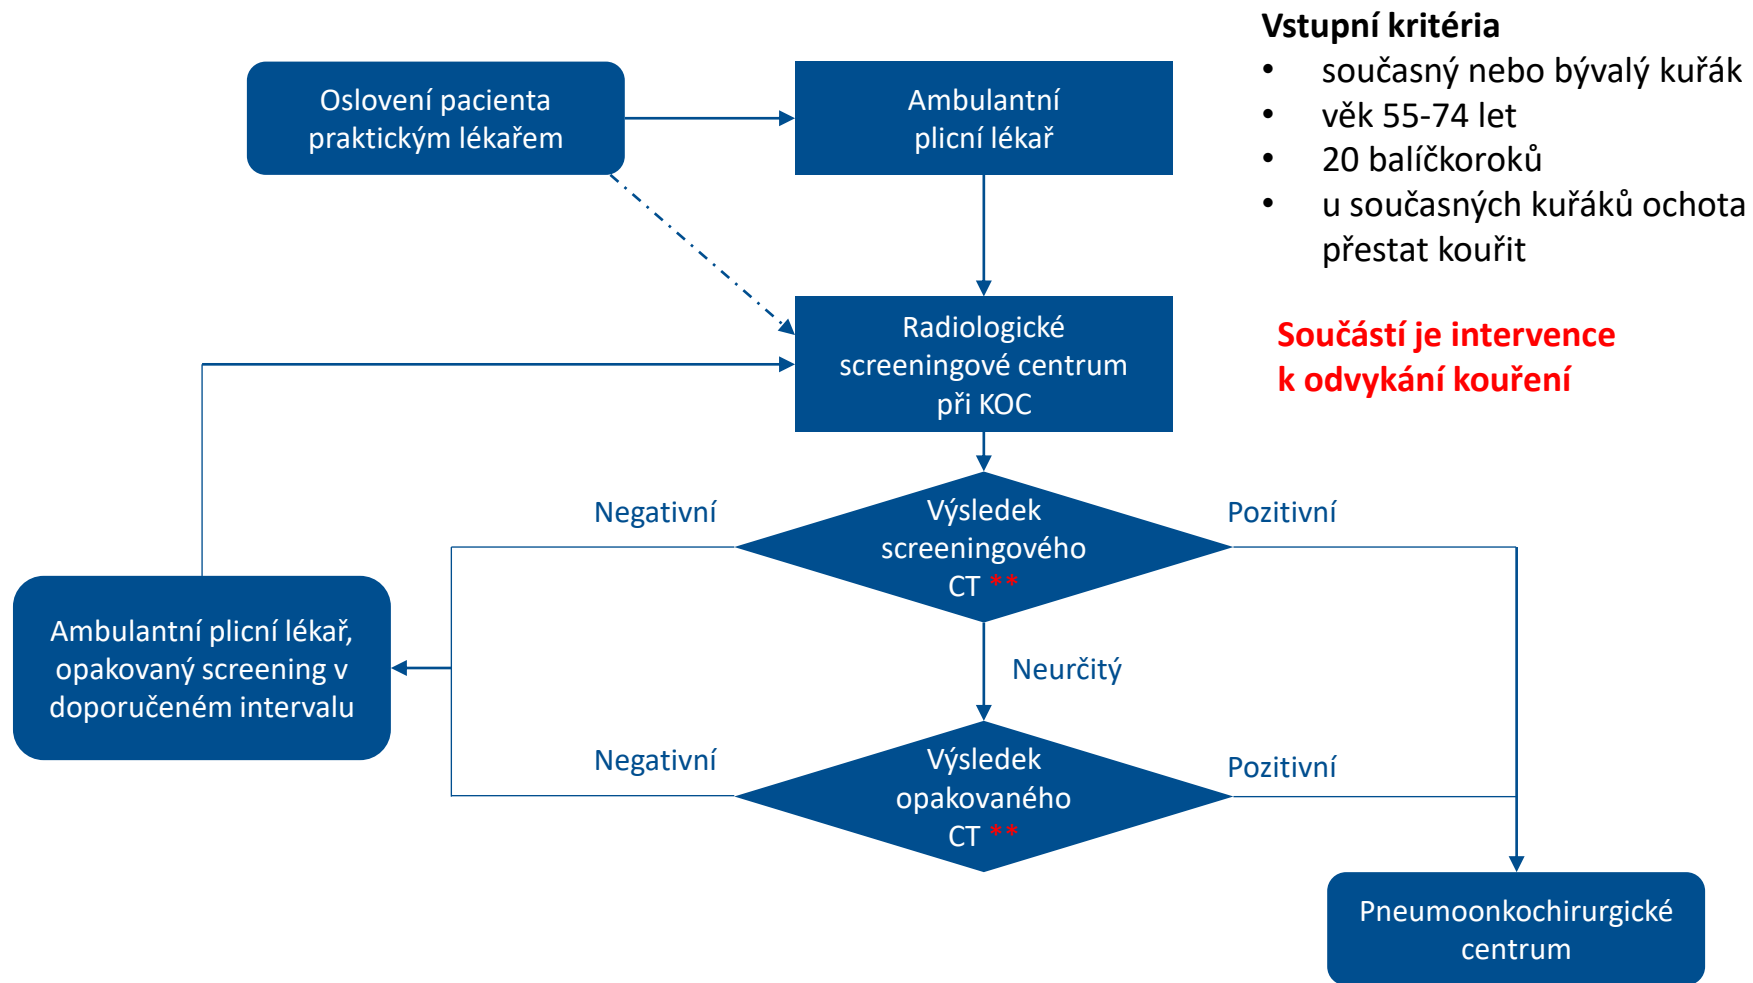 Vstupní kritéria
• současný nebo bývalý kuřák
• věk 55-74 let
• 20 balíčkoroků
• u současných kuřáků ochota
přestat kouřit
Součástí je intervence
k odvykání kouření
Oslovení pacienta
praktickým lékařem
Ambulantní
plicní lékař
Radiologické
screeningové centrum
při KOC
Negativní
Výsledek
screeningového
CT **
Pozitivní
Ambulantní plicní lékař,
opakovaný screening v
doporučeném intervalu
Neurčitý
Negativní
Výsledek
opakovaného
CT **
Pozitivní
Pneumoonkochirurgické
centrum